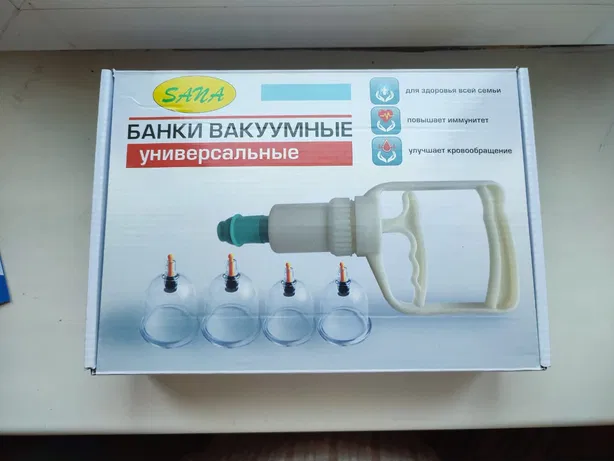 SANA
БАНКИ ВАКУУМНЫЕ
универсальные
для здоровья всей семьи
повышает иммунитет
улучшает кровообращение